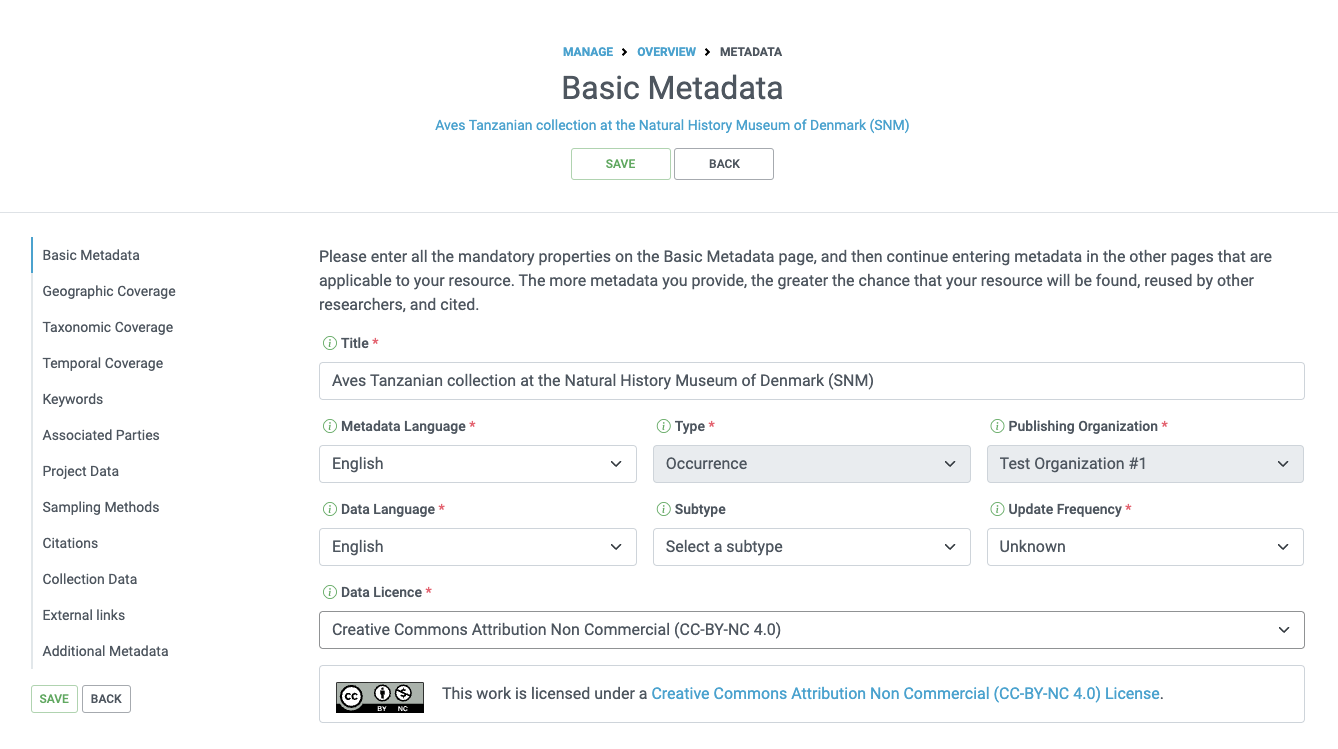 MANAGE > OVERVIEW > METADATA
Basic Metadata
Aves Tanzanian collection at the Natural History Museum of Denmark (SNM)
SAVE BACK
Basic Metadata
Geographic Coverage
Taxonomic Coverage
Temporal Coverage
Keywords
Associated Parties
Project Data
Sampling Methods
Citations
Collection Data
External links
Additional Metadata
SAVE BACK
Please enter all the mandatory properties on the Basic Metadata page, and then continue entering metadata in the other pages that are
applicable to your resource. The more metadata you provide, the greater the chance that your resource will be found, reused by other
researchers, and cited.
Title *
Aves Tanzanian collection at the Natural History Museum of Denmark (SNM)
Metadata Language * Type * Publishing Organization *
English Occurrence Test Organization #1
Data Language * Subtype Update Frequency *
English Select a subtype Unknown
Data Licence *
Creative Commons Attribution Non Commercial (CC-BY-NC 4.0)
cc BY NC This work is licensed under a Creative Commons Attribution Non Commercial (CC-BY-NC 4.0) License.